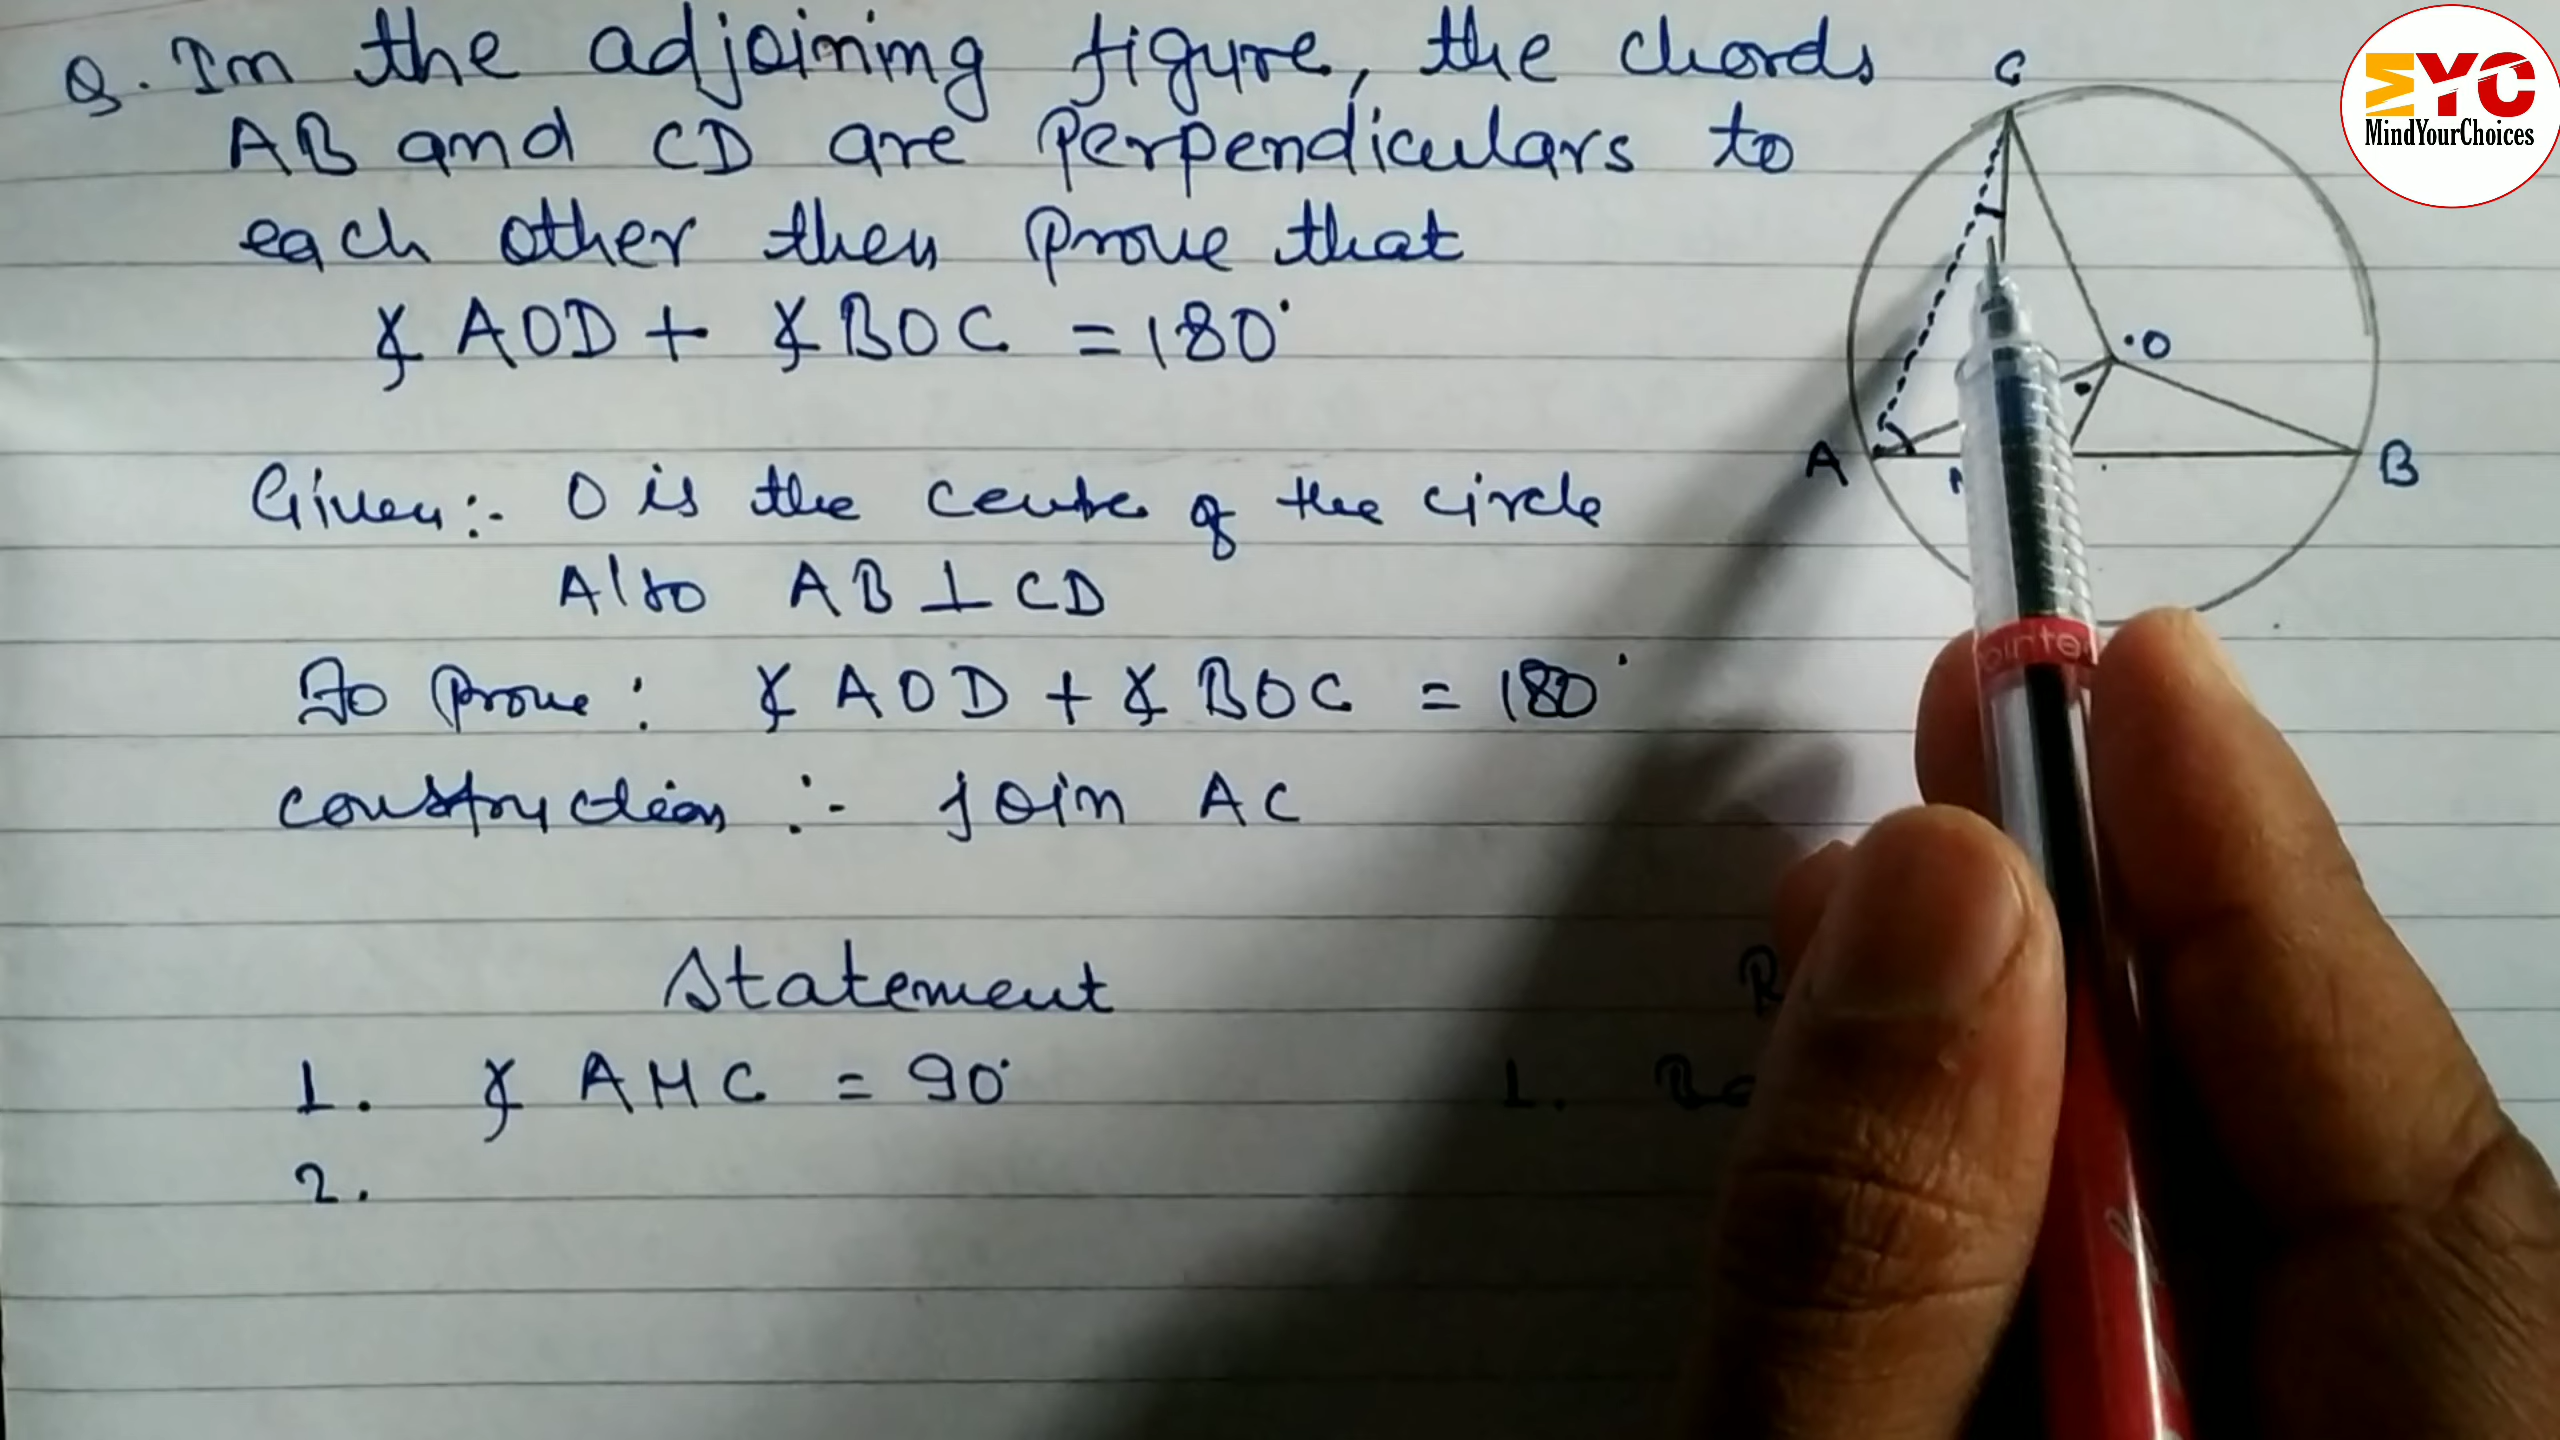 Q. In the adjoining figure, the chords
AB and CD are Perpendiculars to
each other then Prove that
∡ AOD + ∡ BOC = 180°
Given:- O is the centre of the circle
Also AB ⊥ CD
To Prove: ∡ AOD + ∡ BOC = 180°
Construction :- join AC
Statement
1. ∡ AMC = 90°
1.
2.
C
O
A
B
MYC
MindYourChoices